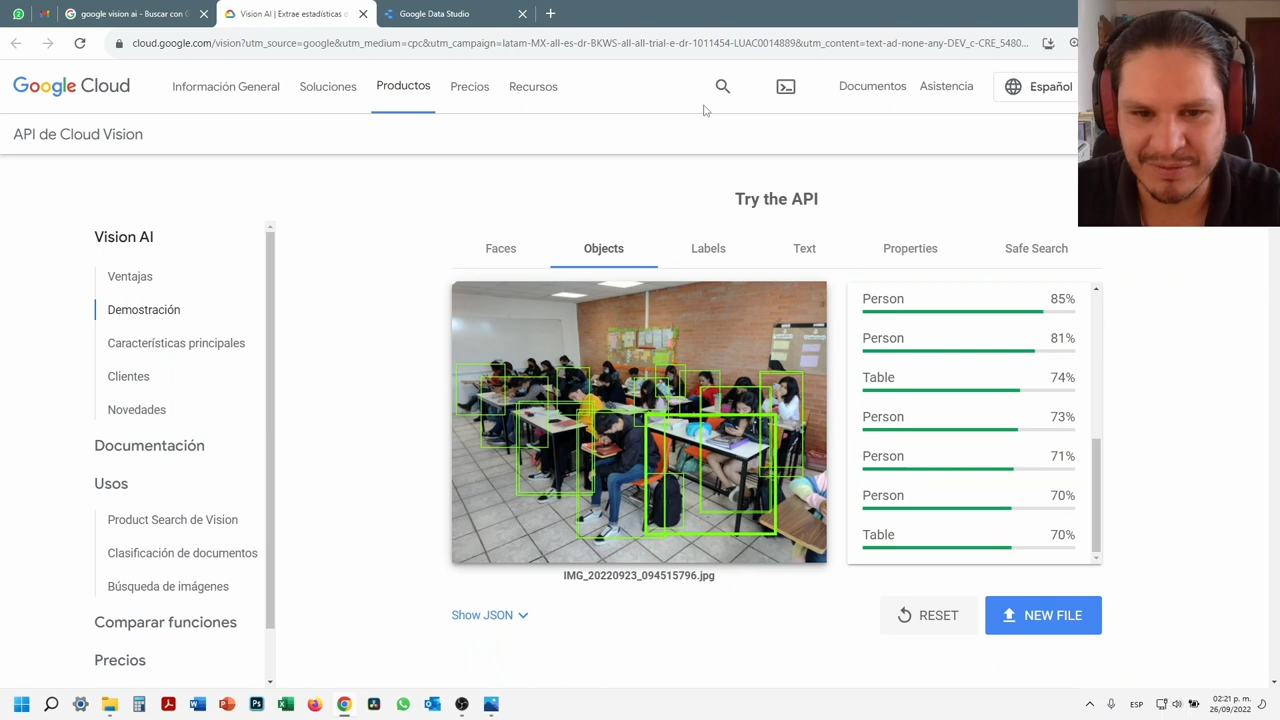 google vision ai - Buscar con G
Vision AI | Extrae estadísticas d
Google Data Studio
cloud.google.com/vision?utm_source=google&utm_medium=cpc&utm_campaign=latam-MX-all-es-dr-BKWS-all-all-trial-e-dr-1011454-LUAC0014889&utm_content=text-ad-none-any-DEV_c-CRE_5480...
Google Cloud
Información General
Soluciones
Productos
Precios
Recursos
Documentos
Asistencia
Español
API de Cloud Vision
Try the API
Vision AI
Ventajas
Demostración
Características principales
Clientes
Novedades
Documentación
Usos
Product Search de Vision
Clasificación de documentos
Búsqueda de imágenes
Comparar funciones
Precios
Faces
Objects
Labels
Text
Properties
Safe Search
Person 85%
Person 81%
Table 74%
Person 73%
Person 71%
Person 70%
Table 70%
IMG_20220923_094515796.jpg
Show JSON
RESET
NEW FILE
ESP
02:21 p. m.
26/09/2022